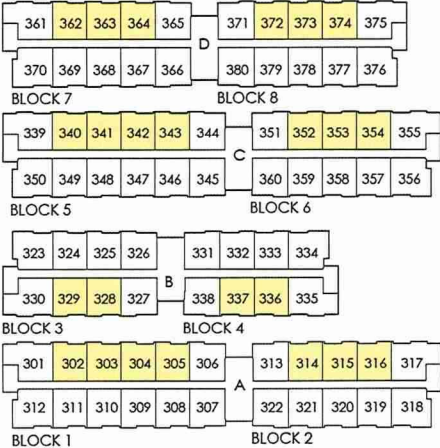 361 362 363 364 365 371 372 373 374 375
D
370 369 368 367 366 380 379 378 377 376
BLOCK 7 BLOCK 8
339 340 341 342 343 344 351 352 353 354 355
C
350 349 348 347 346 345 360 359 358 357 356
BLOCK 5 BLOCK 6
323 324 325 326 331 332 333 334
B
330 329 328 327 338 337 336 335
BLOCK 3 BLOCK 4
301 302 303 304 305 306 313 314 315 316 317
A
312 311 310 309 308 307 322 321 320 319 318
BLOCK 1 BLOCK 2